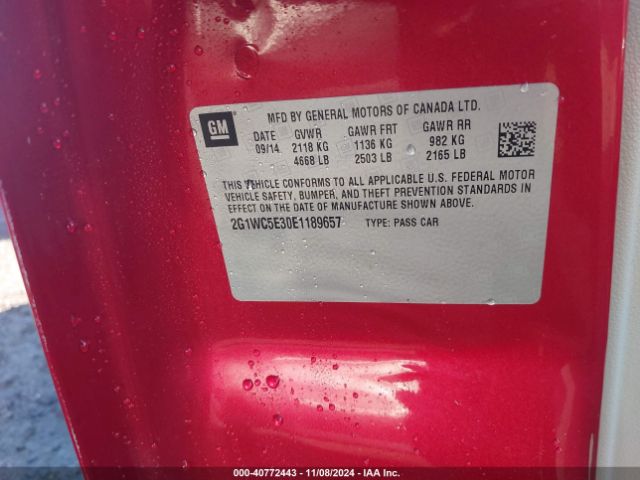 MFD BY GENERAL MOTORS OF CANADA LTD.
GM
DATE GVWR GAWR FRT GAWR RR
09/14 2118 KG 1136 KG 982 KG
4668 LB 2503 LB 2165 LB
THIS VEHICLE CONFORMS TO ALL APPLICABLE U.S. FEDERAL MOTOR
VEHICLE SAFETY, BUMPER, AND THEFT PREVENTION STANDARDS IN
EFFECT ON THE DATE OF MANUFACTURE SHOWN ABOVE.
2G1WC5E30E1189657 TYPE: PASS CAR
000-40772443 - 11/08/2024 - IAA Inc.